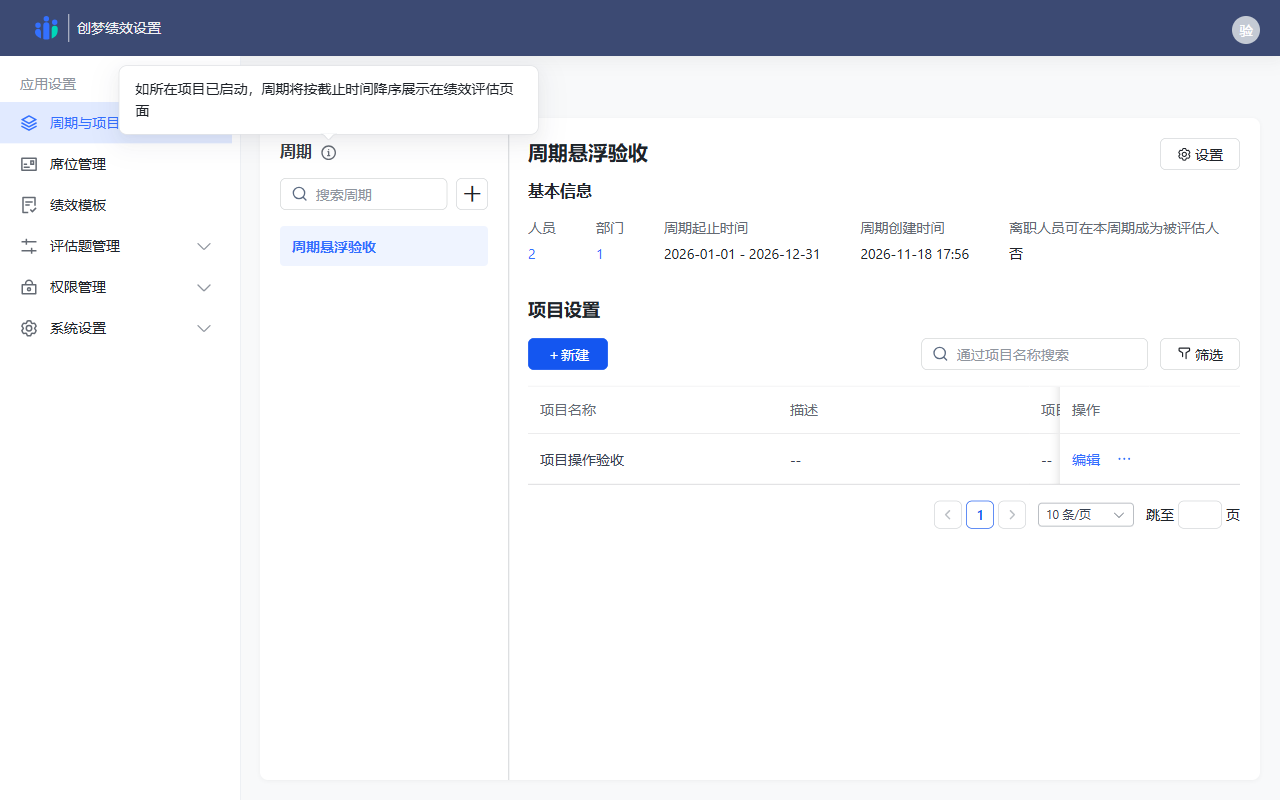 创梦绩效设置
验
应用设置
如所在项目已启动，周期将按截止时间降序展示在绩效评估页
面
周期与项目
席位管理
绩效模板
评估题管理
权限管理
系统设置
周期
搜索周期
周期悬浮验收
周期悬浮验收
设置
基本信息
人员 部门 周期起止时间 周期创建时间 离职人员可在本周期成为被评估人
2 1 2026-01-01 - 2026-12-31 2026-11-18 17:56 否
项目设置
+ 新建
通过项目名称搜索
筛选
项目名称 描述 项目 操作
项目操作验收 -- -- 编辑 ···
1 10 条/页 跳至 页